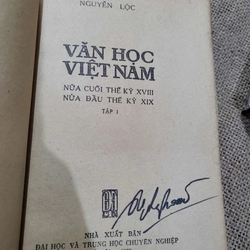 NGUYỄN LỘC
VĂN HỌC
VIỆT NAM
NỬA CUỐI THẾ KỶ XVIII
NỬA ĐẦU THẾ KỶ XIX
TẬP I
NHÀ XUẤT BẢN
ĐẠI HỌC VÀ TRUNG HỌC CHUYÊN NGHIỆP